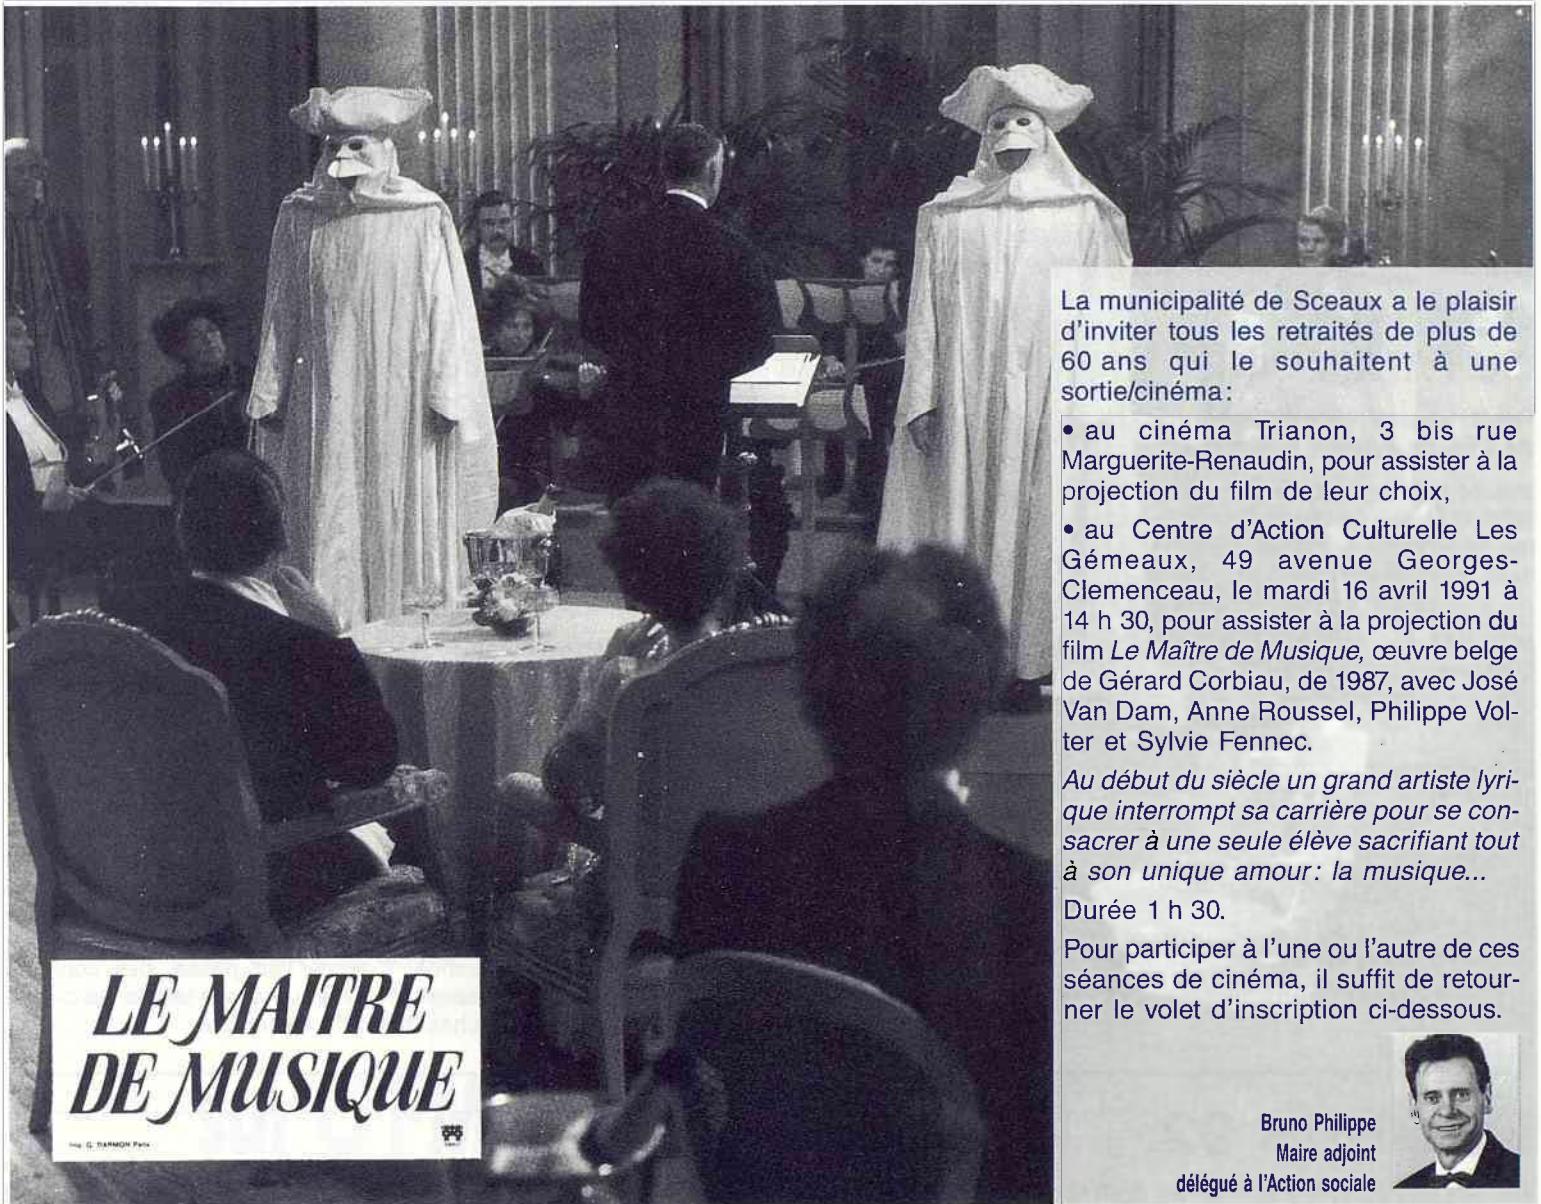 La municipalité de Sceaux a le plaisir
d'inviter tous les retraités de plus de
60 ans qui le souhaitent à une
sortie/cinéma:
• au cinéma Trianon, 3 bis rue
Marguerite-Renaudin, pour assister à la
projection du film de leur choix,
• au Centre d'Action Culturelle Les
Gémeaux, 49 avenue Georges-
Clemenceau, le mardi 16 avril 1991 à
14 h 30, pour assister à la projection du
film Le Maître de Musique, œuvre belge
de Gérard Corbiau, de 1987, avec José
Van Dam, Anne Roussel, Philippe Vol-
ter et Sylvie Fennec.
Au début du siècle un grand artiste lyri-
que interrompt sa carrière pour se con-
sacrer à une seule élève sacrifiant tout
à son unique amour: la musique...
Durée 1 h 30.
Pour participer à l'une ou l'autre de ces
séances de cinéma, il suffit de retour-
ner le volet d'inscription ci-dessous.
Bruno Philippe
Maire adjoint
délégué à l'Action sociale
LE MAITRE
DE MUSIQUE
Imp. G. DARMON Paris